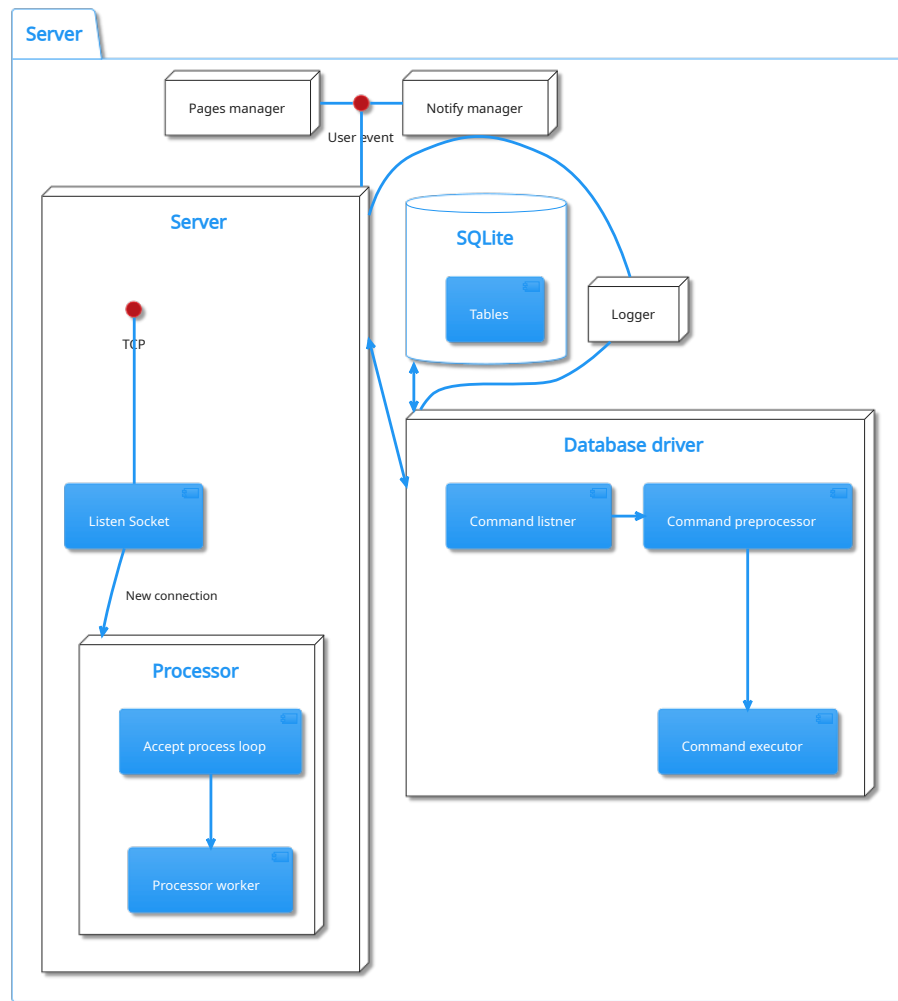 Server
Pages manager
Notify manager
User event
Server
SQLite
Tables
Logger
TCP
Database driver
Listen Socket
Command listner
Command preprocessor
New connection
Processor
Accept process loop
Command executor
Processor worker